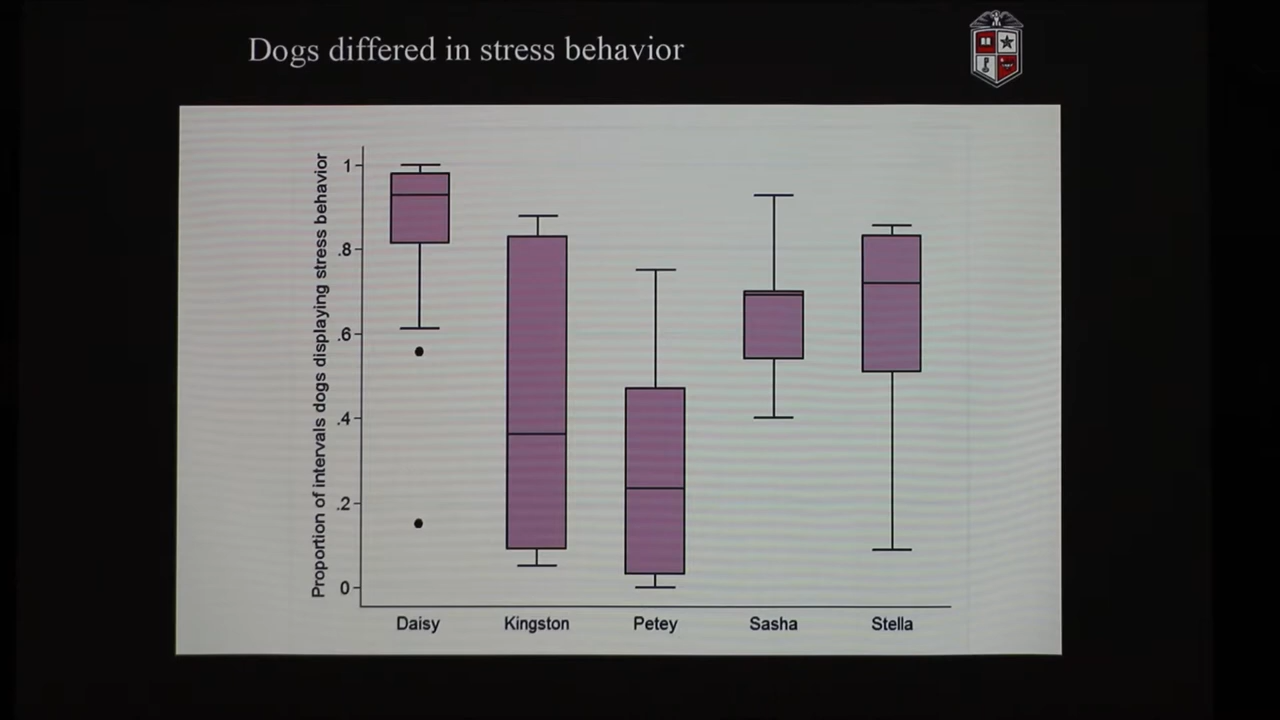 Dogs differed in stress behavior
Proportion of intervals dogs displaying stress behavior
1
.8
.6
.4
.2
0
Daisy Kingston Petey Sasha Stella